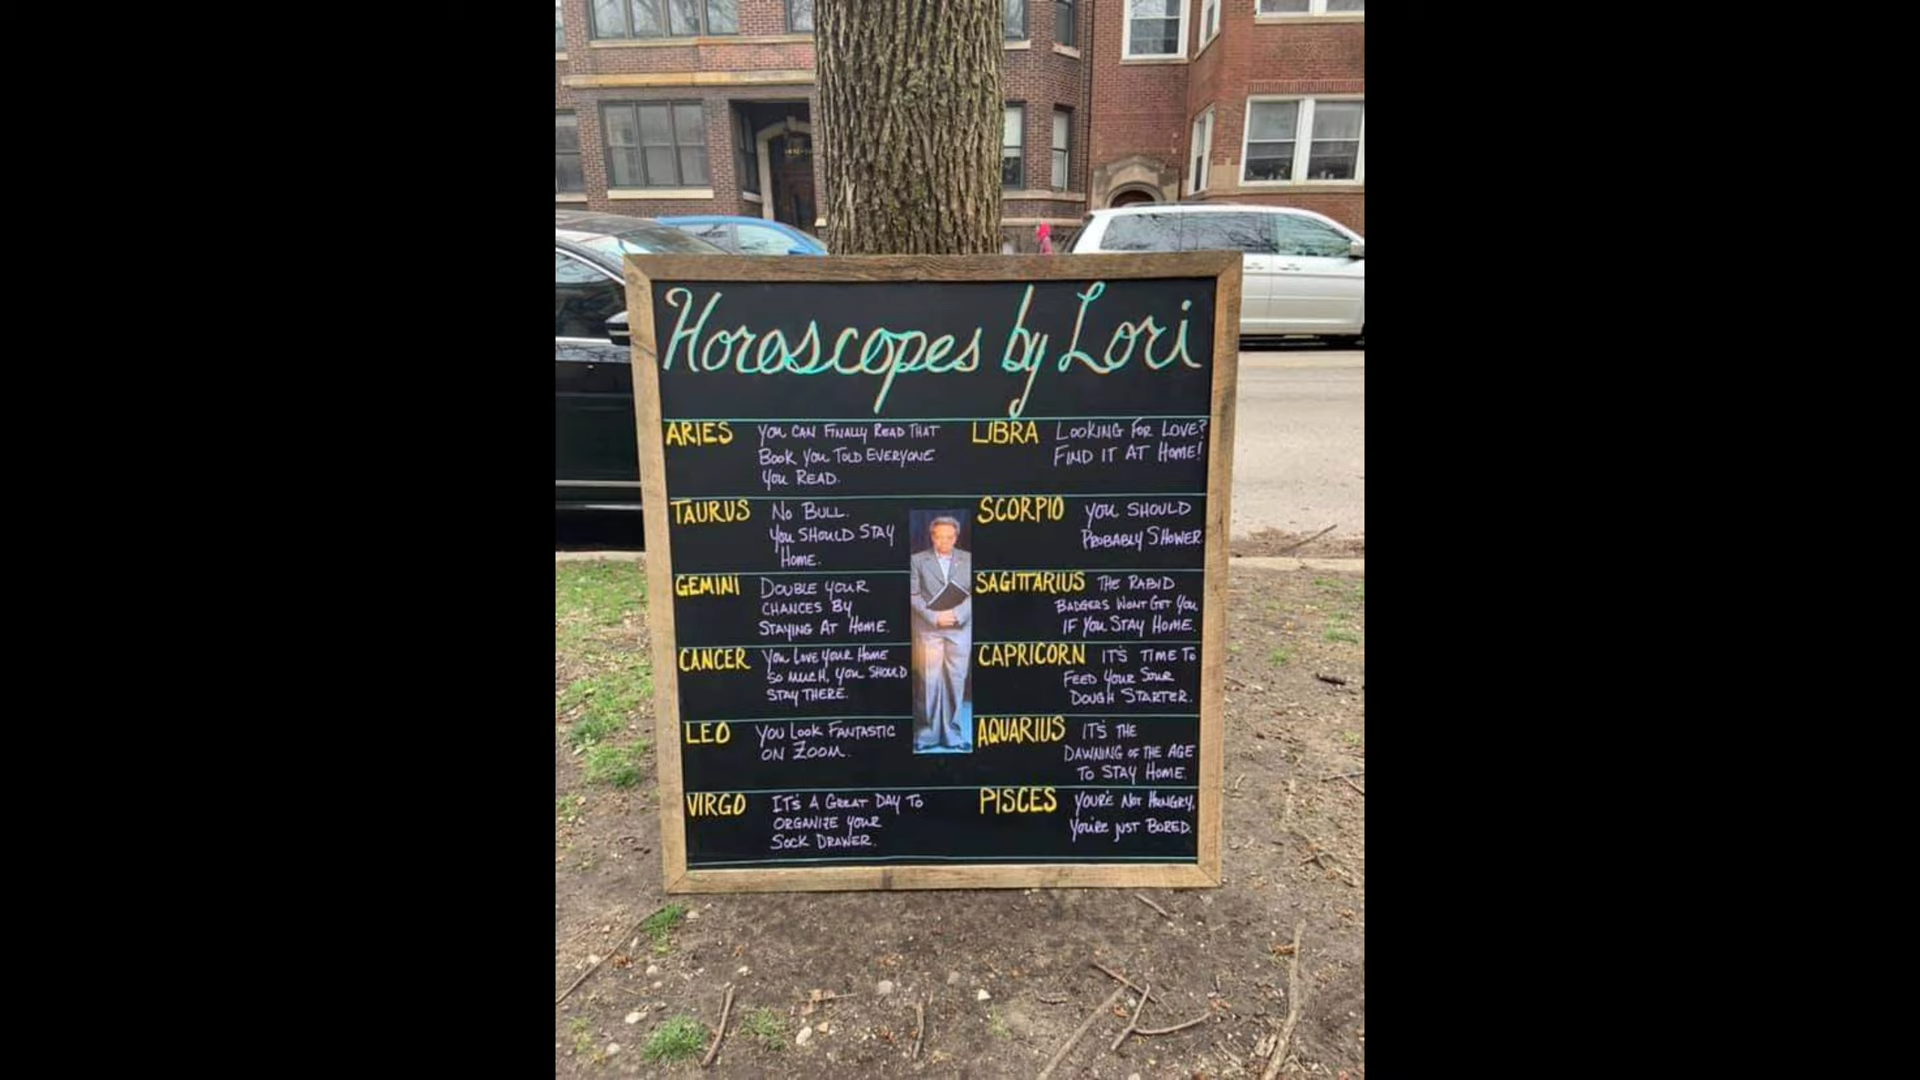 Horoscopes by Lori
ARIES
YOU CAN FINALLY READ THAT
BOOK YOU TOLD EVERYONE
YOU READ.
TAURUS
NO BULL.
YOU SHOULD STAY
HOME.
GEMINI
DOUBLE YOUR
CHANCES BY
STAYING AT HOME.
CANCER
YOU LOVE YOUR HOME
SO MUCH, YOU SHOULD
STAY THERE.
LEO
YOU LOOK FANTASTIC
ON ZOOM.
VIRGO
IT'S A GREAT DAY TO
ORGANIZE YOUR
SOCK DRAWER.
LIBRA
LOOKING FOR LOVE?
FIND IT AT HOME!
SCORPIO
YOU SHOULD
PROBABLY SHOWER
SAGITTARIUS
THE RABID
BADGERS WONT GET YOU
IF YOU STAY HOME.
CAPRICORN
IT'S TIME TO
FEED YOUR SOUR
DOUGH STARTER.
AQUARIUS
IT'S THE
DAWNING OF THE AGE
TO STAY HOME.
PISCES
YOUR'E NOT HUNGRY,
YOU'RE JUST BORED.